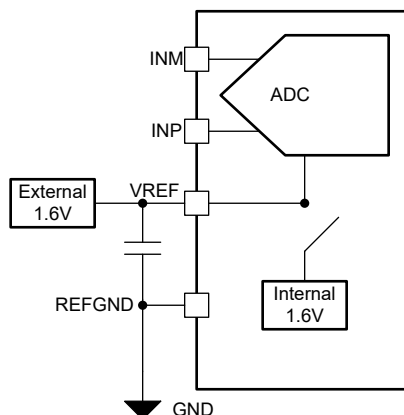 INM
ADC
INP
External
1.6V
VREF
REFGND
Internal
1.6V
GND